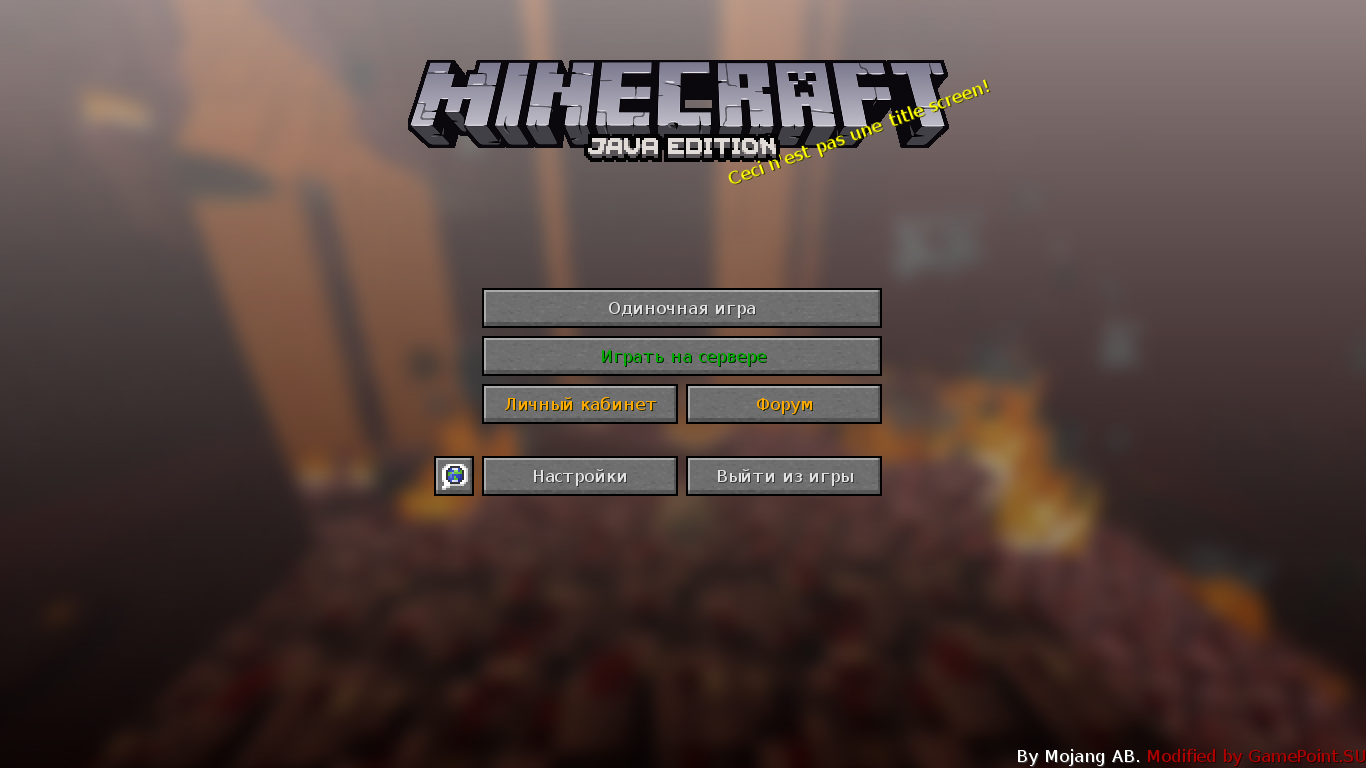 MINECRAFT
JAVA EDITION
Ceci n'est pas une title screen!
Одиночная игра
Играть на сервере
Личный кабинет
Форум
Настройки
Выйти из игры
By Mojang AB. Modified by GamePoint.SU